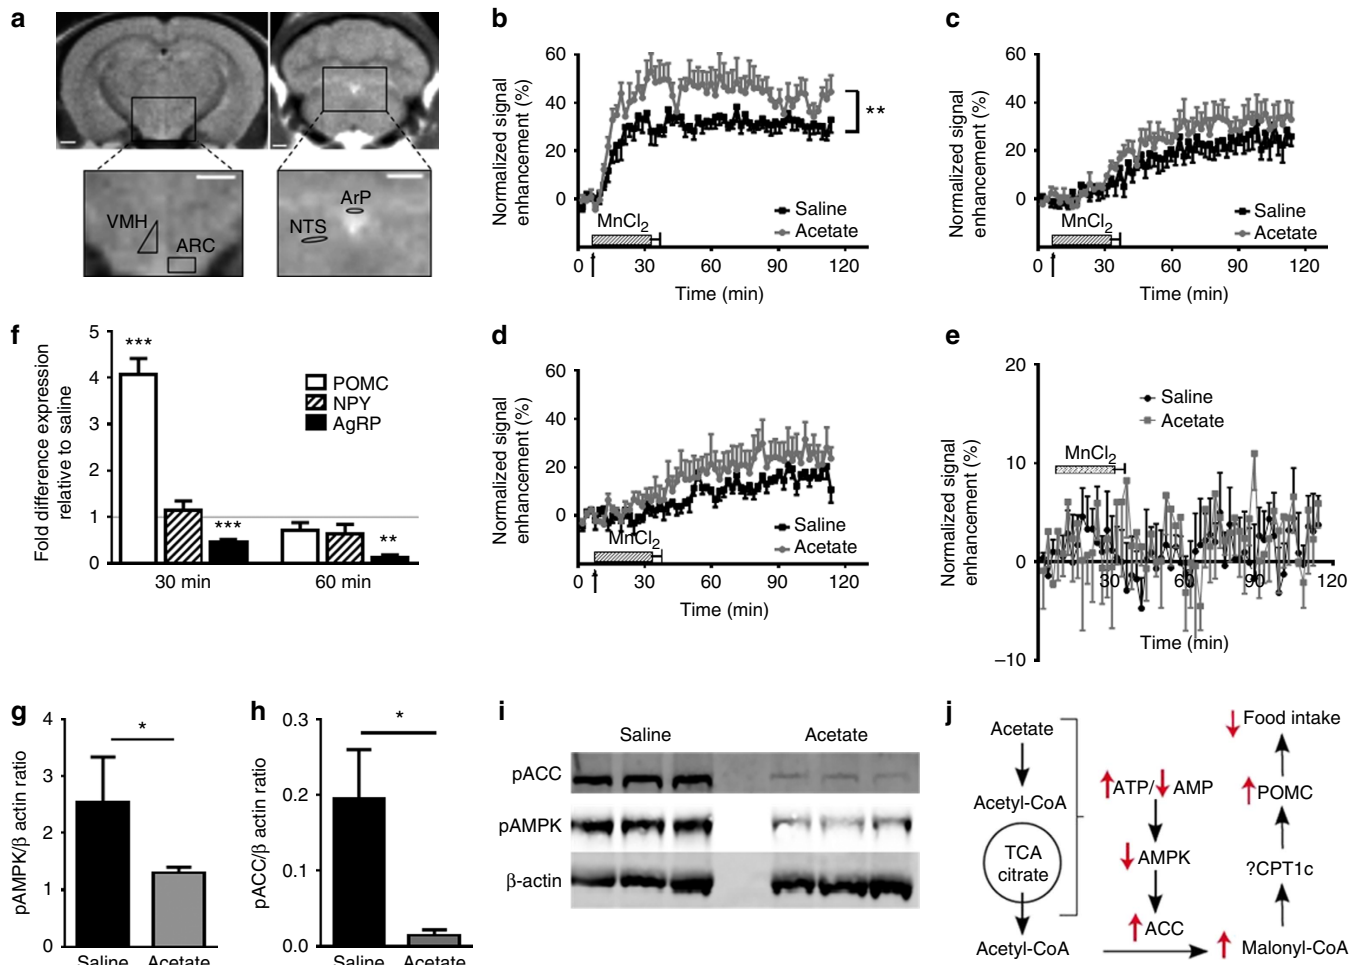 a
VMH
ARC
NTS
ArP
b
Normalized signal
enhancement (%)
60
40
20
0
MnCl2
Saline
Acetate
**
0 30 60 90 120
Time (min)
c
Normalized signal
enhancement (%)
60
40
20
0
MnCl2
Saline
Acetate
0 30 60 90 120
Time (min)
f
Fold difference expression
relative to saline
5
4
3
2
1
0
***
***
**
POMC
NPY
AgRP
30 min 60 min
d
Normalized signal
enhancement (%)
60
40
20
0
MnCl2
Saline
Acetate
0 30 60 90 120
Time (min)
e
Normalized signal
enhancement (%)
20
10
0
–10
Saline
Acetate
MnCl2
30 60 90 120
Time (min)
g
pAMPK/β actin ratio
4
3
2
1
0
*
Saline Acetate
h
pACC/β actin ratio
0.3
0.2
0.1
0.0
*
Saline Acetate
i
Saline Acetate
pACC
pAMPK
β-actin
j
Acetate
Acetyl-CoA
TCA
citrate
Acetyl-CoA
ATP/ AMP
AMPK
ACC
Malonyl-CoA
?CPT1c
POMC
Food intake